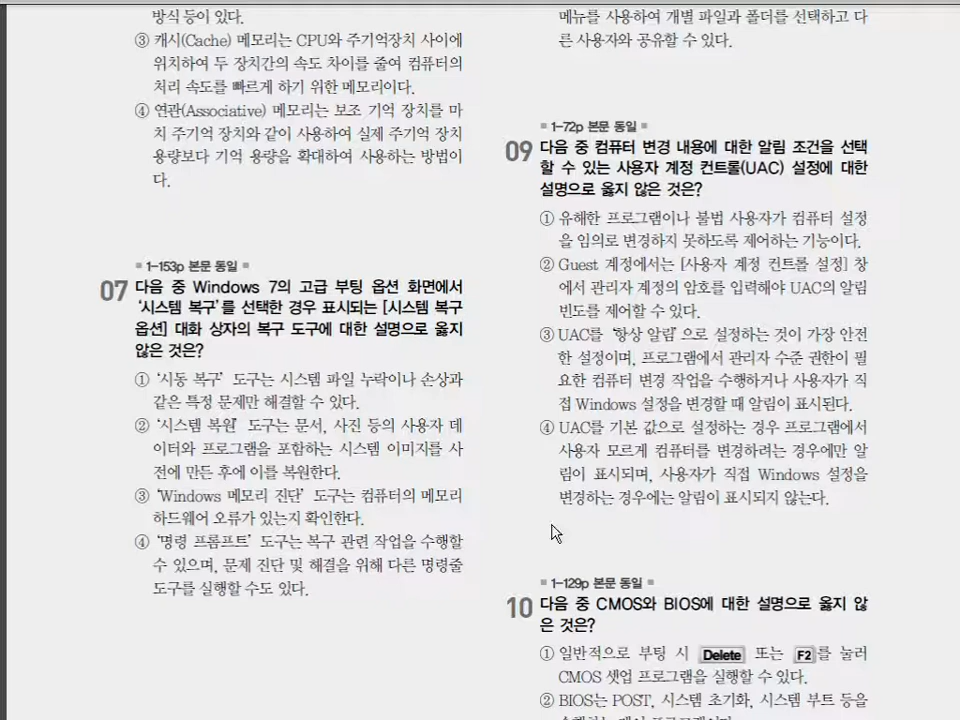 방식 등이 있다.
③ 캐시(Cache) 메모리는 CPU와 주기억장치 사이에
위치하여 두 장치간의 속도 차이를 줄여 컴퓨터의
처리 속도를 빠르게 하기 위한 메모리이다.
④ 연관(Associative) 메모리는 보조 기억 장치를 마
치 주기억 장치와 같이 사용하여 실제 주기억 장치
용량보다 기억 용량을 확대하여 사용하는 방법이
다.
■ 1-153p 본문 동일 ■
07 다음 중 Windows 7의 고급 부팅 옵션 화면에서
‘시스템 복구’를 선택한 경우 표시되는 [시스템 복구
옵션] 대화 상자의 복구 도구에 대한 설명으로 옳지
않은 것은?
① ‘시동 복구’ 도구는 시스템 파일 누락이나 손상과
같은 특정 문제만 해결할 수 있다.
② ‘시스템 복원’ 도구는 문서, 사진 등의 사용자 데
이터와 프로그램을 포함하는 시스템 이미지를 사
전에 만든 후에 이를 복원한다.
③ ‘Windows 메모리 진단’ 도구는 컴퓨터의 메모리
하드웨어 오류가 있는지 확인한다.
④ ‘명령 프롬프트’ 도구는 복구 관련 작업을 수행할
수 있으며, 문제 진단 및 해결을 위해 다른 명령줄
도구를 실행할 수도 있다.
메뉴를 사용하여 개별 파일과 폴더를 선택하고 다
른 사용자와 공유할 수 있다.
■ 1-72p 본문 동일 ■
09 다음 중 컴퓨터 변경 내용에 대한 알림 조건을 선택
할 수 있는 사용자 계정 컨트롤(UAC) 설정에 대한
설명으로 옳지 않은 것은?
① 유해한 프로그램이나 불법 사용자가 컴퓨터 설정
을 임의로 변경하지 못하도록 제어하는 기능이다.
② Guest 계정에서는 [사용자 계정 컨트롤 설정] 창
에서 관리자 계정의 암호를 입력해야 UAC의 알림
빈도를 제어할 수 있다.
③ UAC를 ‘항상 알림’으로 설정하는 것이 가장 안전
한 설정이며, 프로그램에서 관리자 수준 권한이 필
요한 컴퓨터 변경 작업을 수행하거나 사용자가 직
접 Windows 설정을 변경할 때 알림이 표시된다.
④ UAC를 기본 값으로 설정하는 경우 프로그램에서
사용자 모르게 컴퓨터를 변경하려는 경우에만 알
림이 표시되며, 사용자가 직접 Windows 설정을
변경하는 경우에는 알림이 표시되지 않는다.
■ 1-129p 본문 동일 ■
10 다음 중 CMOS와 BIOS에 대한 설명으로 옳지 않
은 것은?
① 일반적으로 부팅 시 Delete 또는 F2를 눌러
CMOS 셋업 프로그램을 실행할 수 있다.
② BIOS는 POST, 시스템 초기화, 시스템 부트 등을